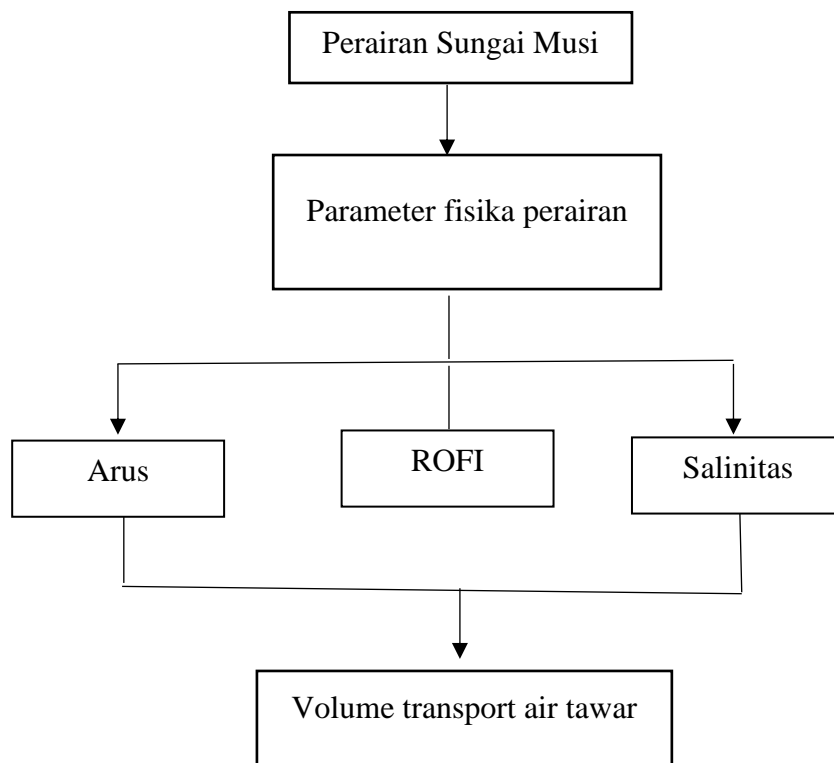 Perairan Sungai Musi
Parameter fisika perairan
Arus
ROFI
Salinitas
Volume transport air tawar